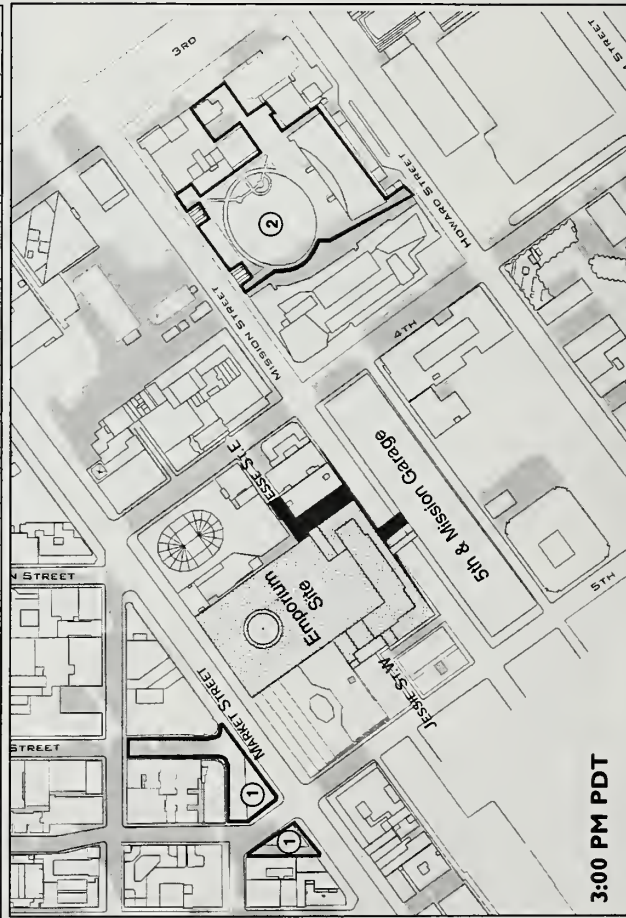 3RD
2
HOWARD STREET
STREET
MISSION STREET
4TH
JESSE ST E
5th & Mission Garage
N STREET
Emporium
Site
5TH
STREET
MARKET STREET
JESSIE ST. W
1
1
3:00 PM PDT